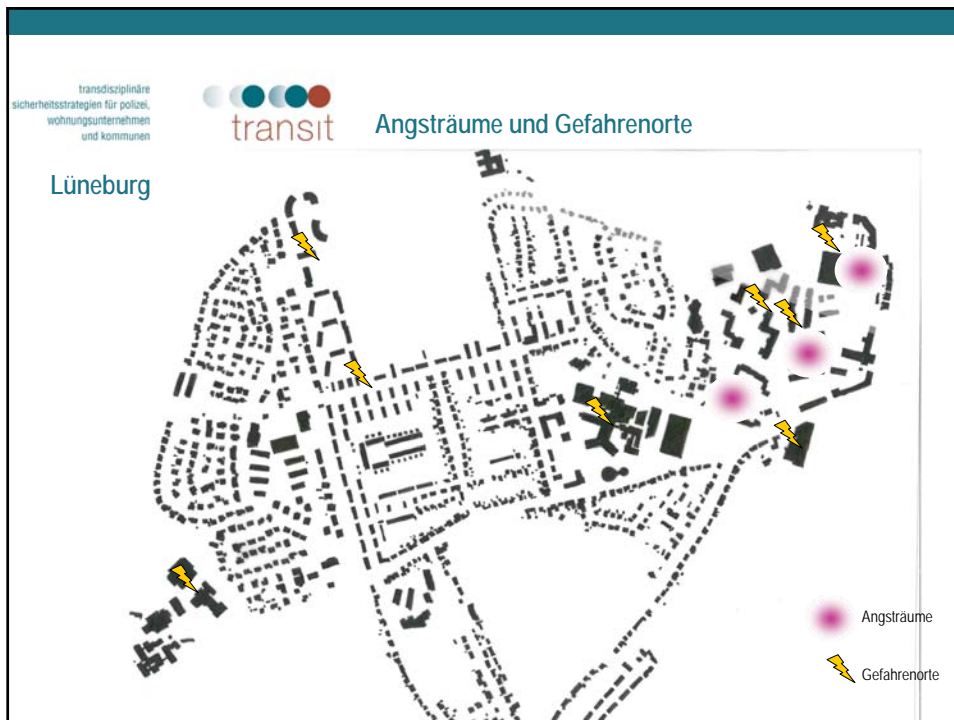 transdisziplinäre
sicherheitsstrategien für polizei,
wohnungsunternehmen
und kommunen
transit
Angsträume und Gefahrenorte
Lüneburg
Angsträume
Gefahrenorte